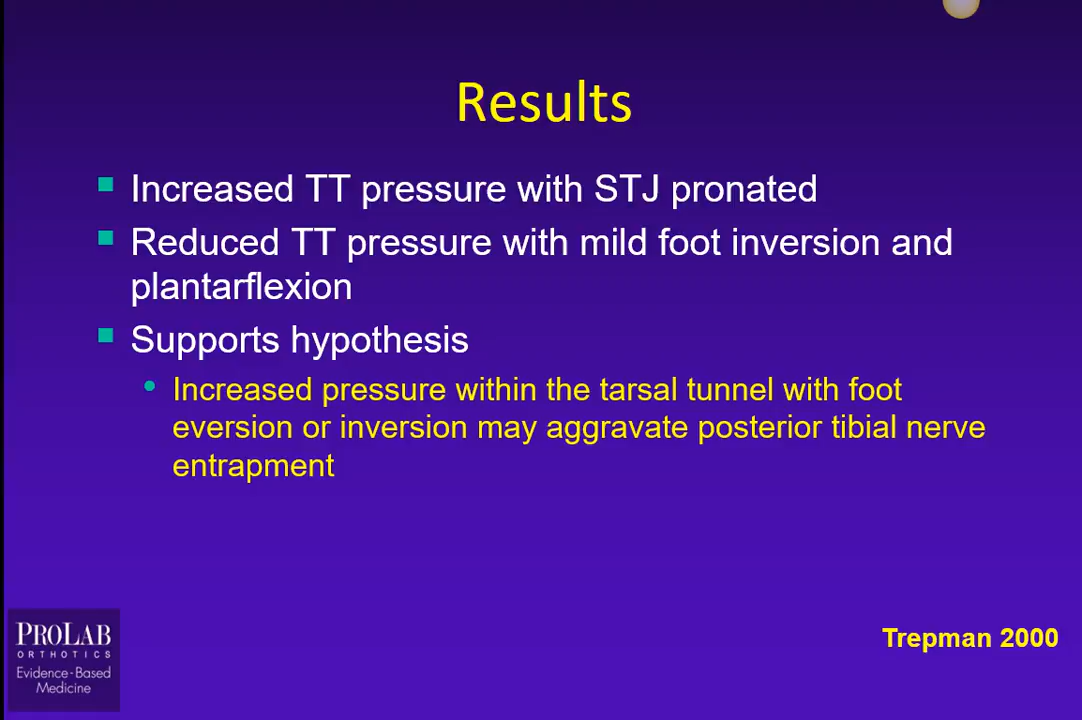 Results
Increased TT pressure with STJ pronated
Reduced TT pressure with mild foot inversion and
plantarflexion
Supports hypothesis
Increased pressure within the tarsal tunnel with foot
eversion or inversion may aggravate posterior tibial nerve
entrapment
Trepman 2000
PROLAB
ORTHOTICS
Evidence-Based
Medicine